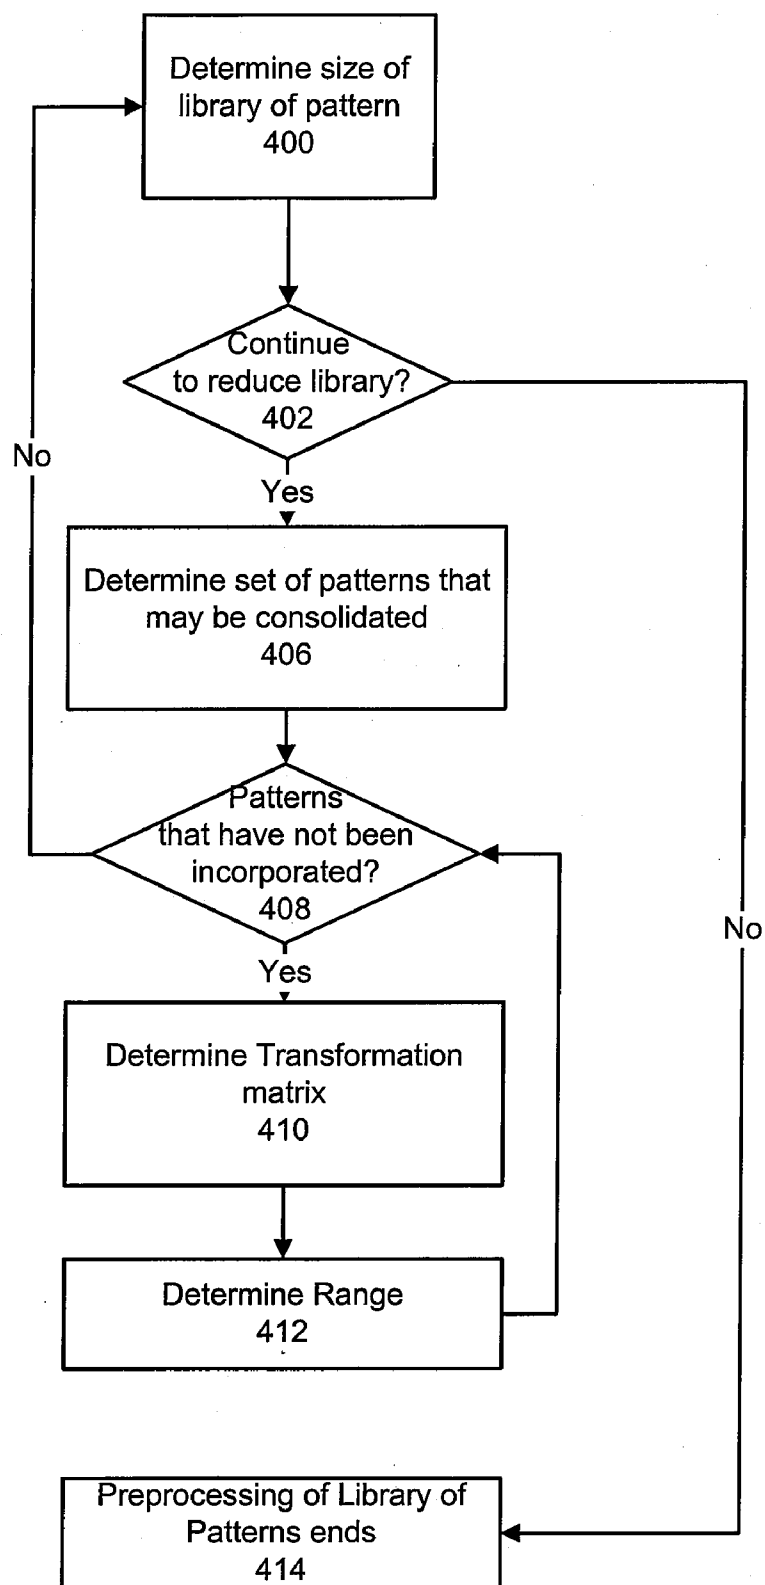 Determine size of
library of pattern
400
Continue
to reduce library?
402
No
Yes
Determine set of patterns that
may be consolidated
406
Patterns
that have not been
incorporated?
408
No
Yes
Determine Transformation
matrix
410
Determine Range
412
Preprocessing of Library of
Patterns ends
414